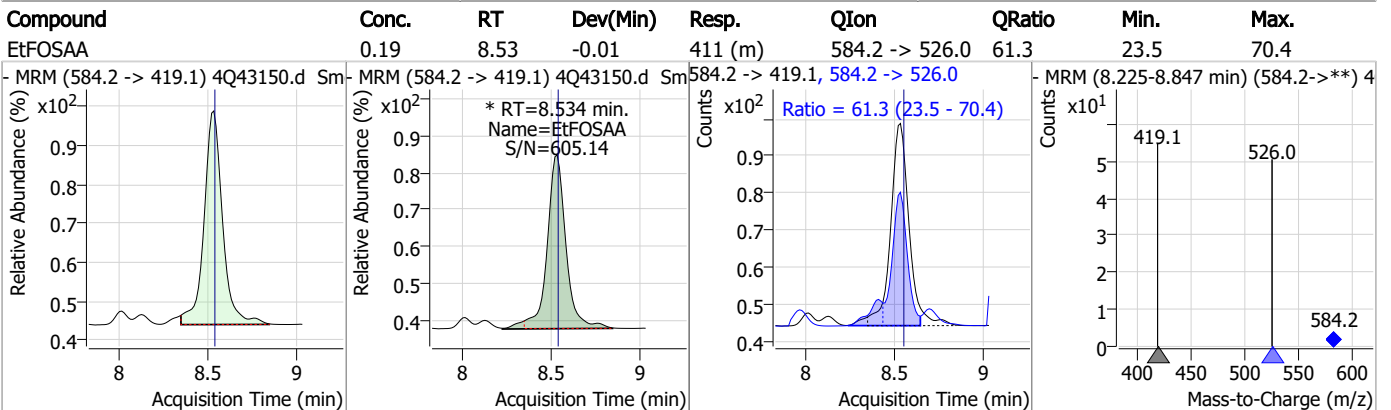 Compound Conc. RT Dev(Min) Resp. QIon QRatio Min. Max.
EtFOSAA 0.19 8.53 -0.01 411 (m) 584.2 -> 526.0 61.3 23.5 70.4
- MRM (584.2 -> 419.1) 4Q43150.d Sm
Relative Abundance (%)
x10²
0.9
0.8
0.7
0.6
0.5
0.4
8 8.5 9
Acquisition Time (min)
- MRM (584.2 -> 419.1) 4Q43150.d Sm
Relative Abundance (%)
x10²
* RT=8.534 min.
Name=EtFOSAA
S/N=605.14
0.9
0.8
0.7
0.6
0.5
0.4
8 8.5 9
Acquisition Time (min)
584.2 -> 419.1, 584.2 -> 526.0
Counts
x10²
Ratio = 61.3 (23.5 - 70.4)
0.9
0.8
0.7
0.6
0.5
0.4
8 8.5 9
Acquisition Time (min)
- MRM (8.225-8.847 min) (584.2->**) 4
Counts
x10¹
419.1
526.0
584.2
5
4
3
2
1
0
400 450 500 550 600
Mass-to-Charge (m/z)